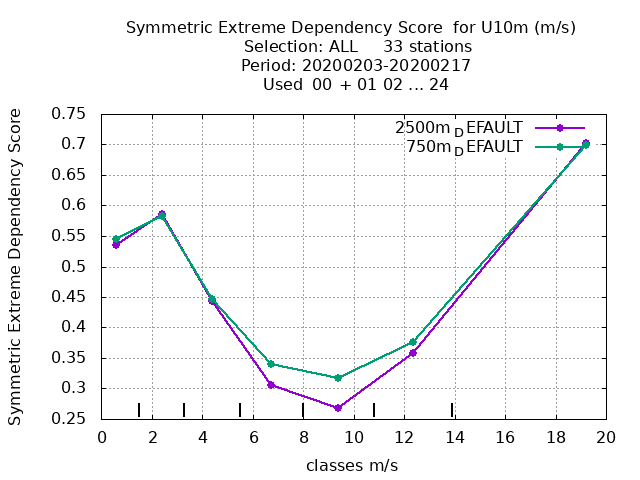 Symmetric Extreme Dependency Score  for U10m (m/s)
Selection: ALL     33 stations
Period: 20200203-20200217
Used  00 + 01 02 ... 24
0.75
0.7
0.65
0.6
0.55
0.5
0.45
0.4
0.35
0.3
0.25
Symmetric Extreme Dependency Score
2500m_DEFAULT
750m_DEFAULT
0 2 4 6 8 10 12 14 16 18 20
classes m/s